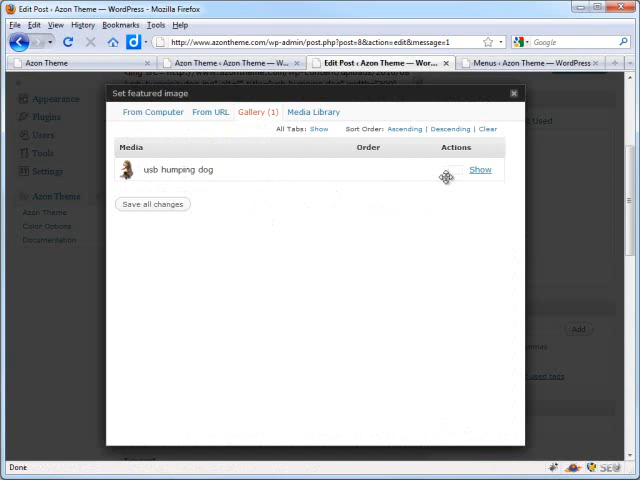 Edit Post ‹ Azon Theme — WordPress - Mozilla Firefox
File Edit View History Bookmarks Tools Help
http://www.azontheme.com/wp-admin/post.php?post=8&action=edit&message=1
Google
Azon Theme
Azon Theme ‹ Azon Theme — W...
Edit Post ‹ Azon Theme — Wor...
Menus ‹ Azon Theme — WordPress
Appearance
Plugins
Users
Tools
Settings
Azon Theme
Azon Theme
Color Options
Documentation
Set featured image
From Computer From URL Gallery (1) Media Library
All Tabs: Show Sort Order: Ascending | Descending | Clear
Media Order Actions
usb humping dog Show
Save all changes
Add
used tags
Done